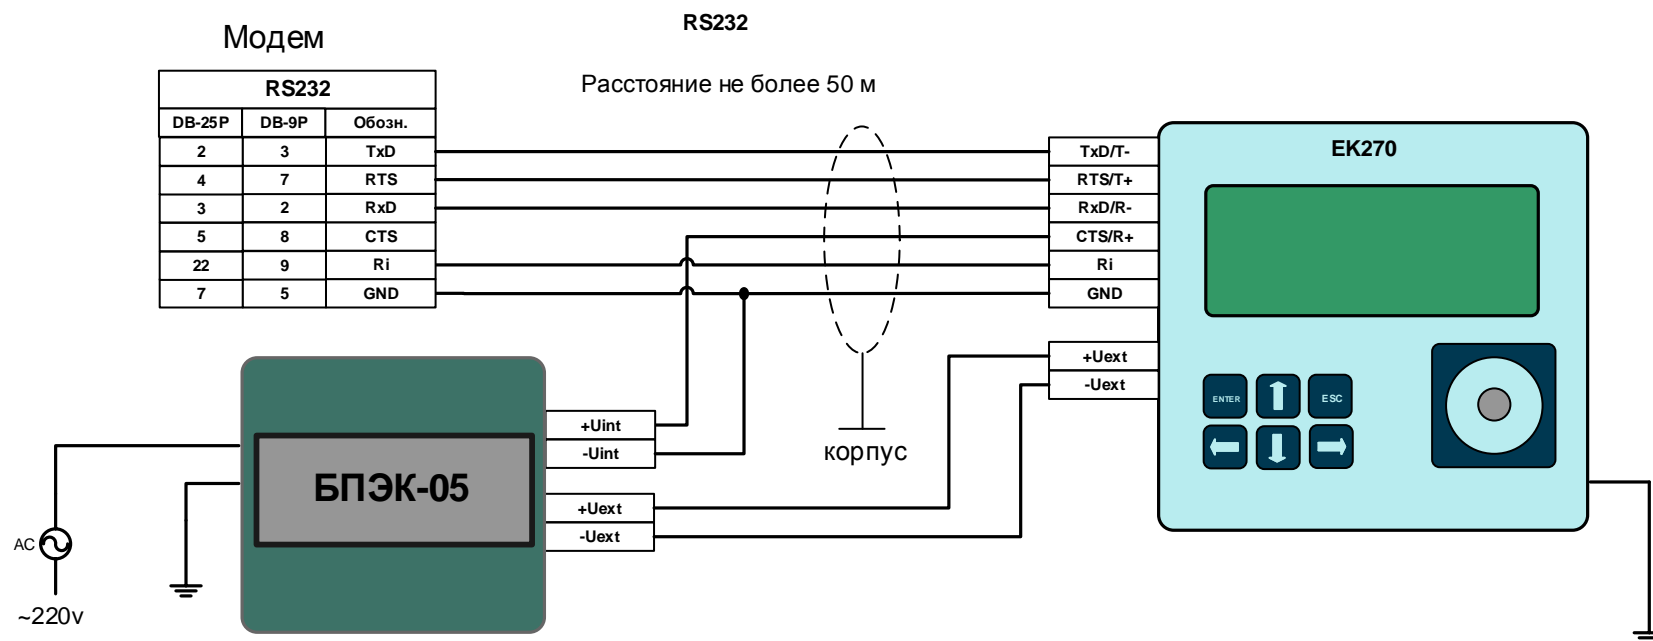 RS232
Модем
Расстояние не более 50 м
RS232
DB-25P DB-9P Обозн.
2 3 TxD
4 7 RTS
3 2 RxD
5 8 CTS
22 9 Ri
7 5 GND
TxD/T-
RTS/T+
RxD/R-
CTS/R+
Ri
GND
+Uext
-Uext
EK270
ENTER
ESC
корпус
+Uint
-Uint
+Uext
-Uext
БПЭК-05
AC
~220v